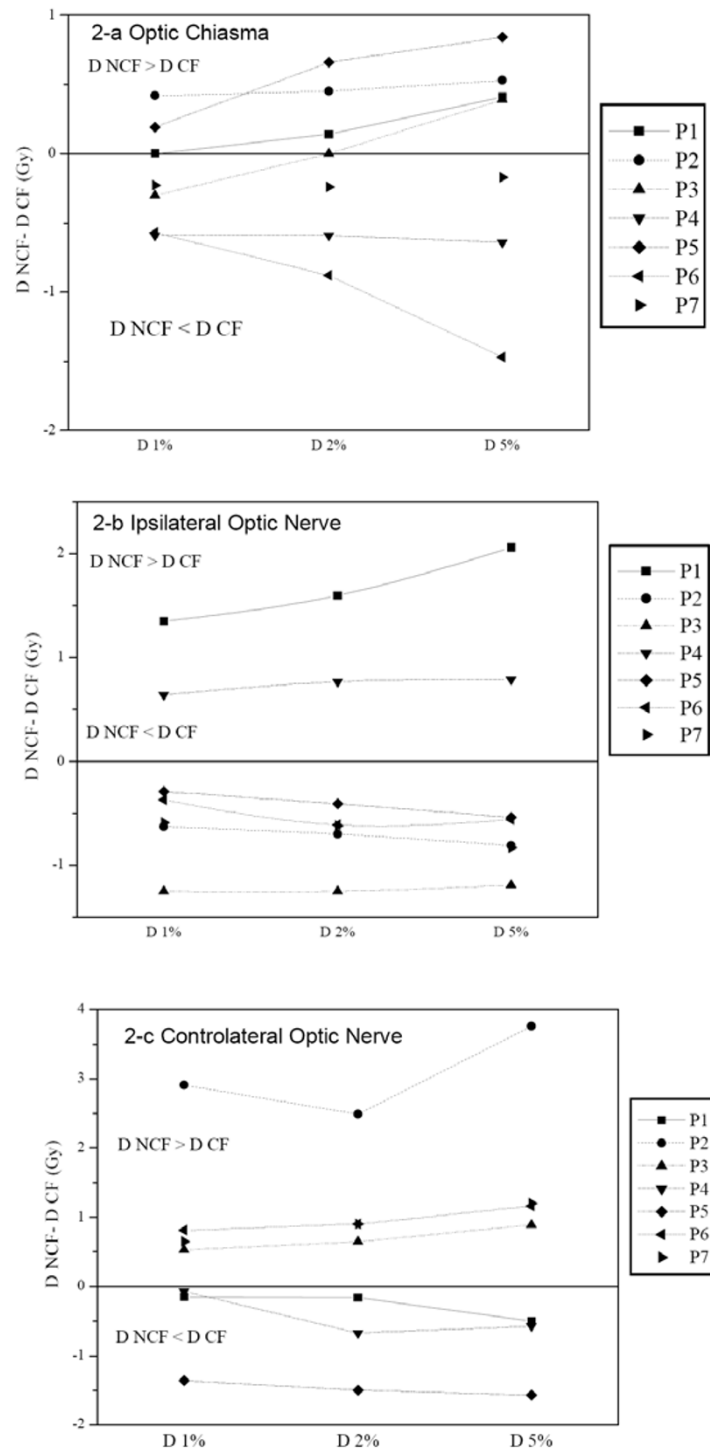 2-a Optic Chiasma
D NCF > D CF
D NCF < D CF
D NCF- D CF (Gy)
1
0
-1
-2
D 1%
D 2%
D 5%
P1
P2
P3
P4
P5
P6
P7
2-b Ipsilateral Optic Nerve
D NCF > D CF
D NCF < D CF
D NCF- D CF (Gy)
2
1
0
-1
D 1%
D 2%
D 5%
P1
P2
P3
P4
P5
P6
P7
2-c Controlateral Optic Nerve
D NCF > D CF
D NCF < D CF
D NCF- D CF (Gy)
4
3
2
1
0
-1
-2
D 1%
D 2%
D 5%
P1
P2
P3
P4
P5
P6
P7